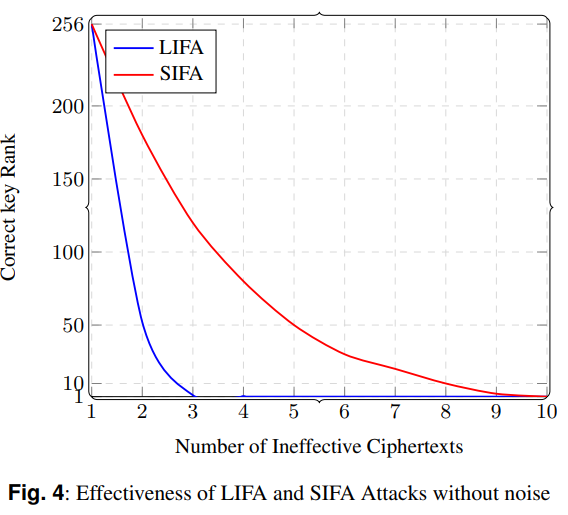 256
LIFA
SIFA
200
150
100
50
10
1
Correct key Rank
1 2 3 4 5 6 7 8 9 10
Number of Ineffective Ciphertexts
Fig. 4: Effectiveness of LIFA and SIFA Attacks without noise